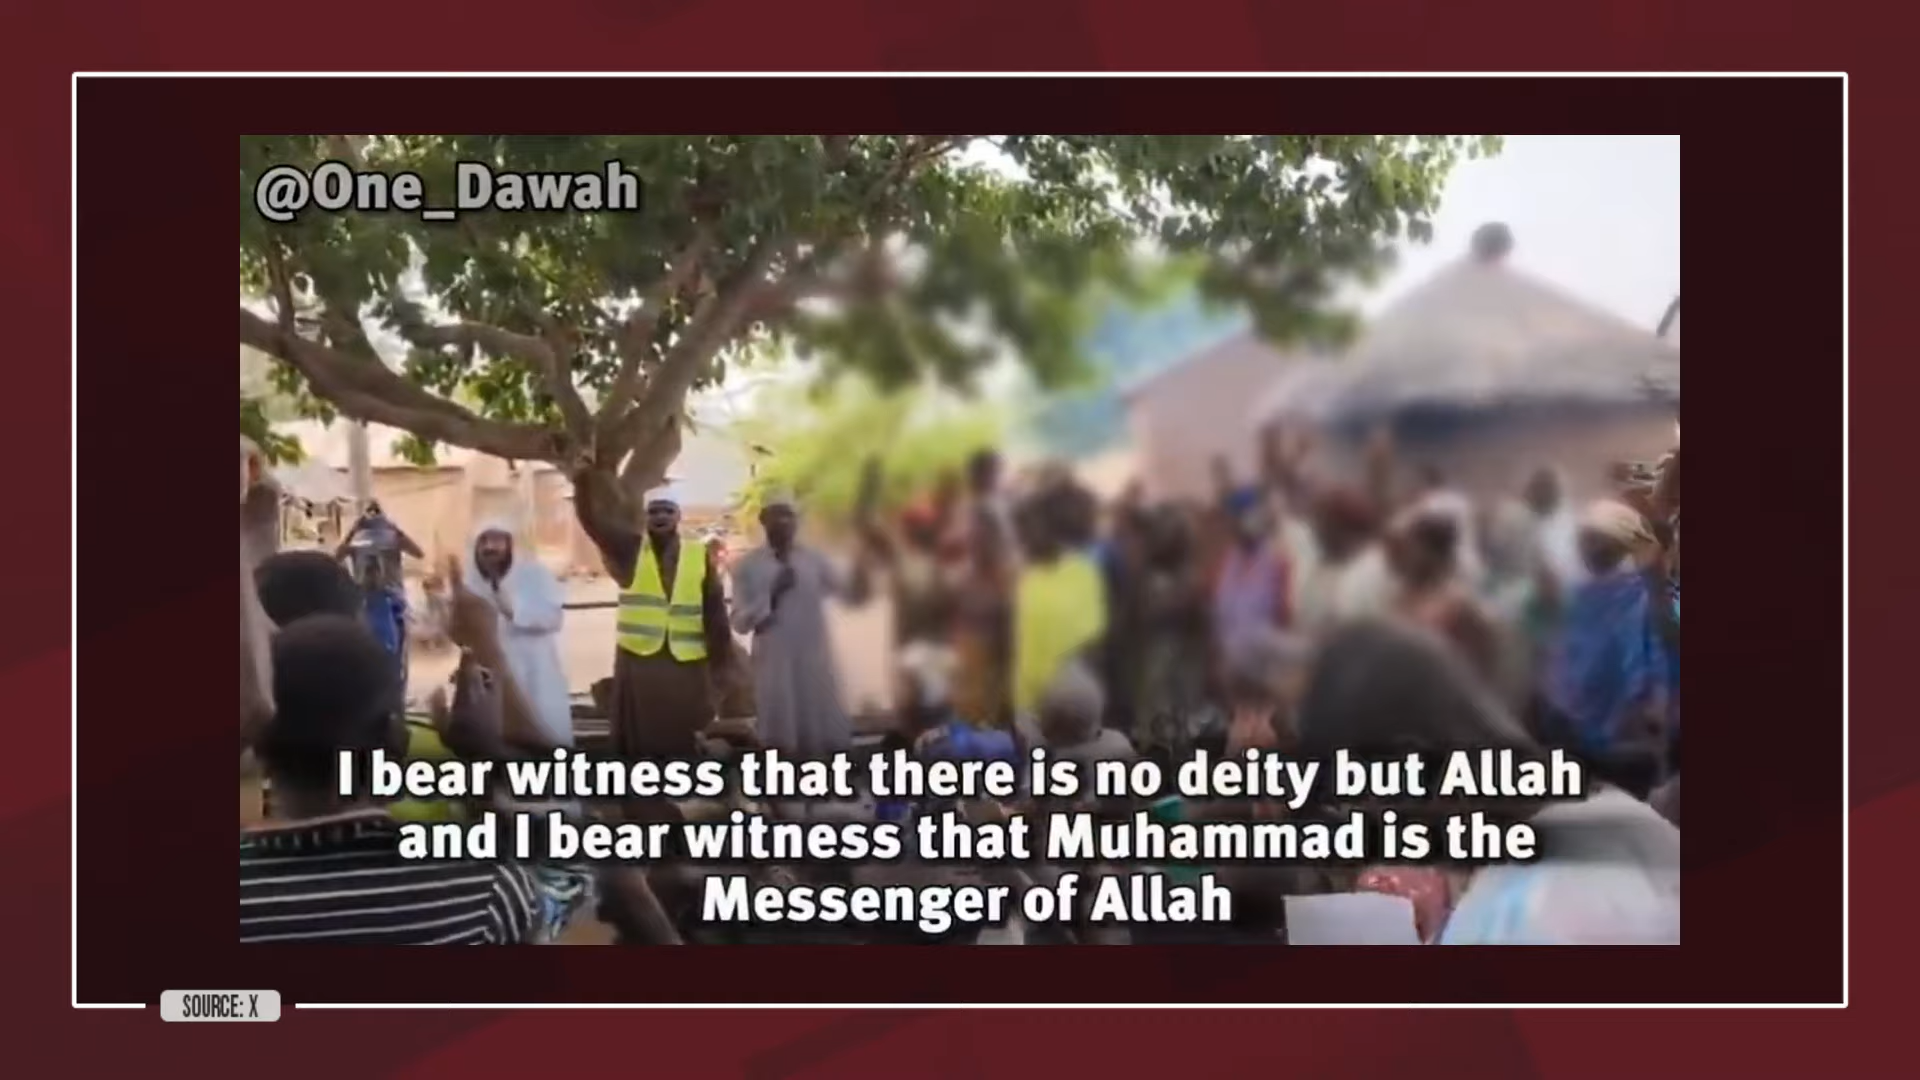 @One_Dawah
I bear witness that there is no deity but Allah
and I bear witness that Muhammad is the
Messenger of Allah
SOURCE: X